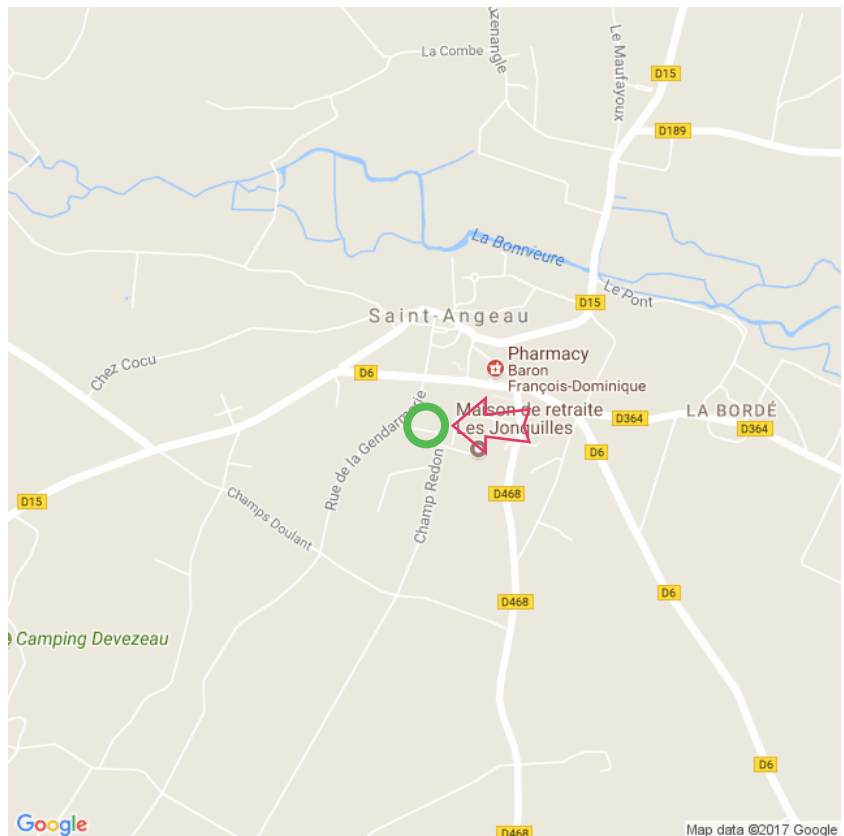 ozenangle
Le Maufayoux
La Combe
D15
D189
La Bonnieure
Le Pont
D15
Saint-Angeau
Pharmacy
Baron
François-Dominique
Chez Cocu
D6
Maison de retraite
Les Jonquilles
D364
LA BORDÉ
D364
Rue de la Gendarmerie
D6
Champ Redon
D15
D468
Champs Doulant
D6
D468
Camping Devezeau
D6
D468
Google
Map data ©2017 Google